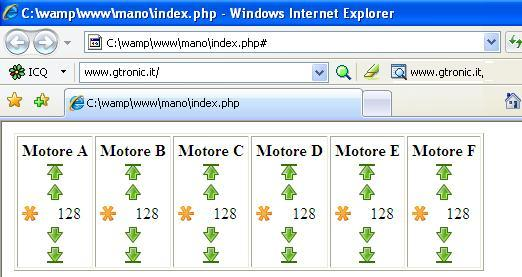 C:\wamp\www\mano\index.php - Windows Internet Explorer
C:\wamp\www\mano\index.php#
ICQ www.gtronic.it/ www.gtronic.it,
C:\wamp\www\mano\index.php
Motore A Motore B Motore C Motore D Motore E Motore F
128 128 128 128 128 128